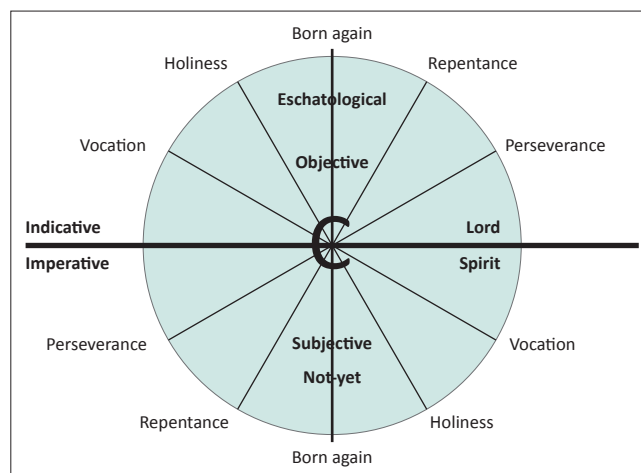 Born again
Holiness
Repentance
Eschatological
Vocation
Perseverance
Objective
Indicative
Lord
C
Imperative
Spirit
Perseverance
Subjective
Vocation
Not-yet
Repentance
Holiness
Born again